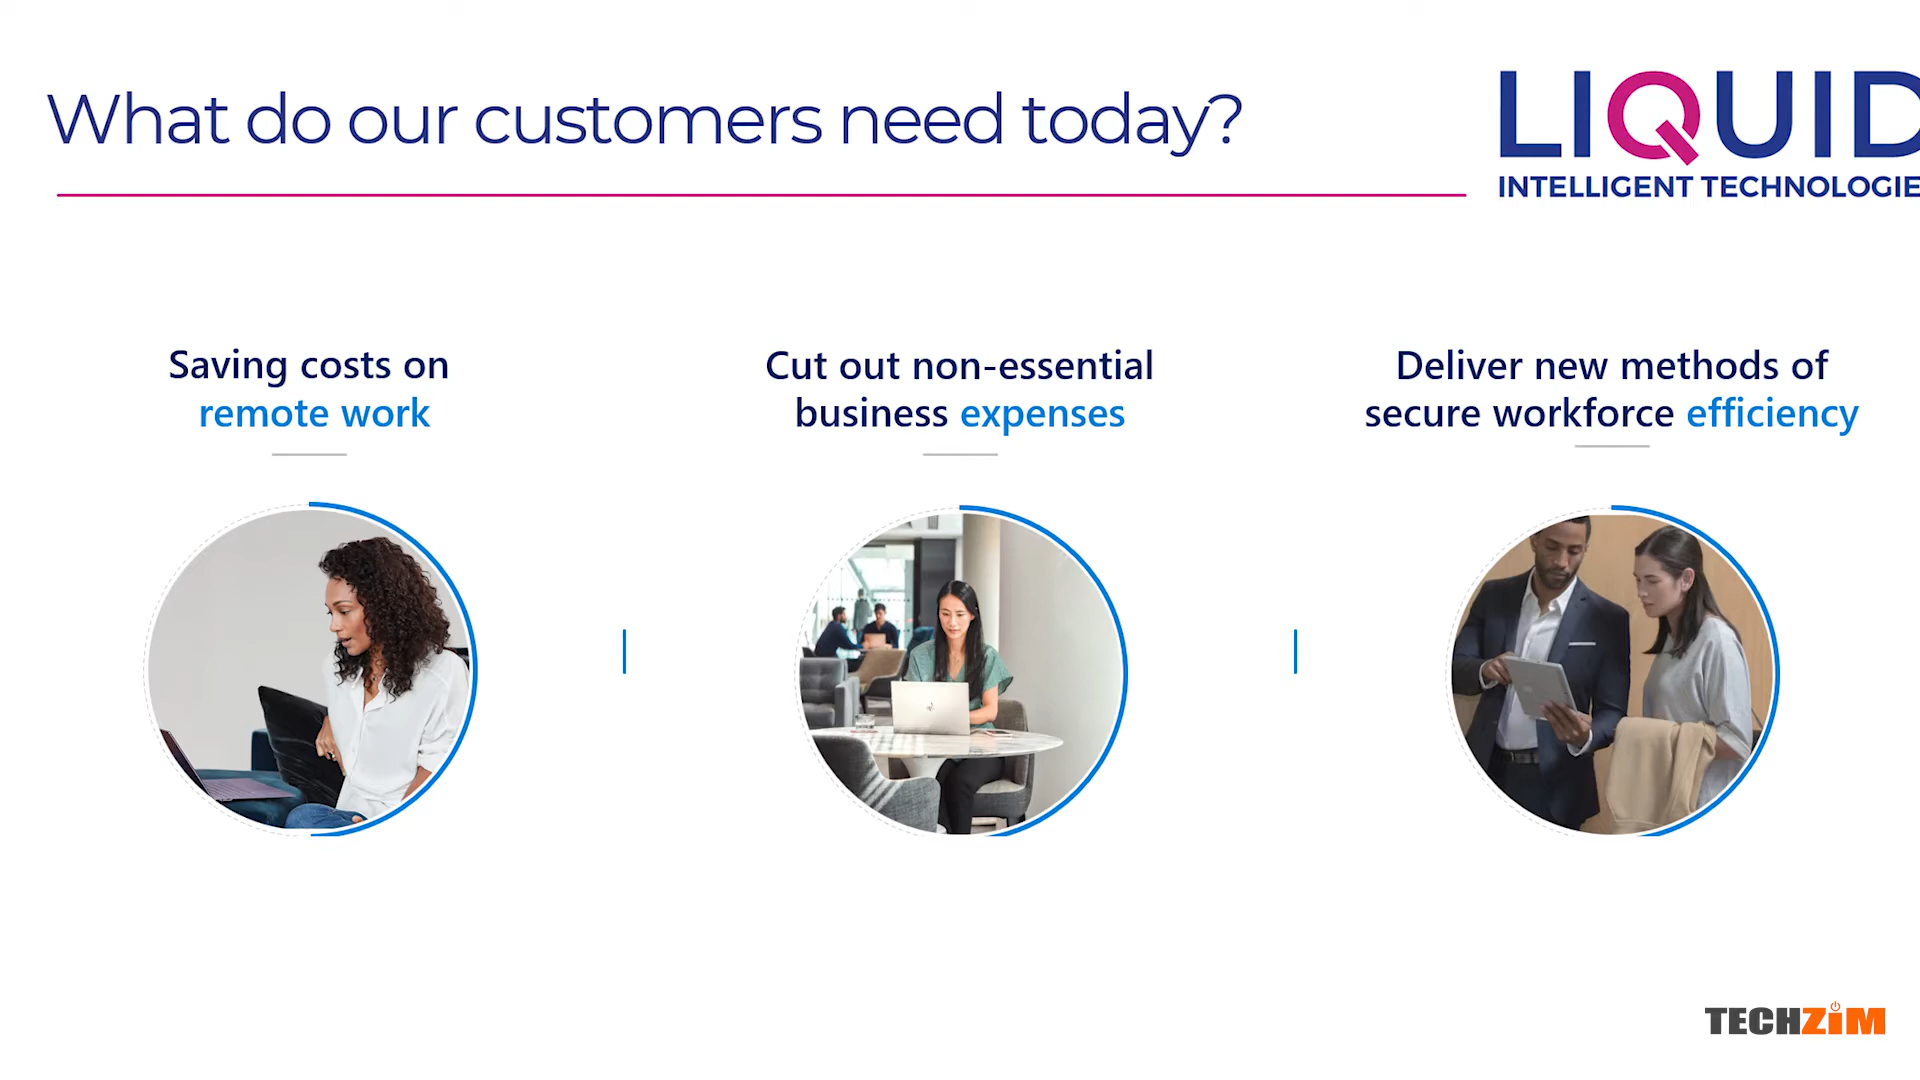 What do our customers need today?
LIQUID
INTELLIGENT TECHNOLOGIE
Saving costs on
remote work
Cut out non-essential
business expenses
Deliver new methods of
secure workforce efficiency
TECHZiM